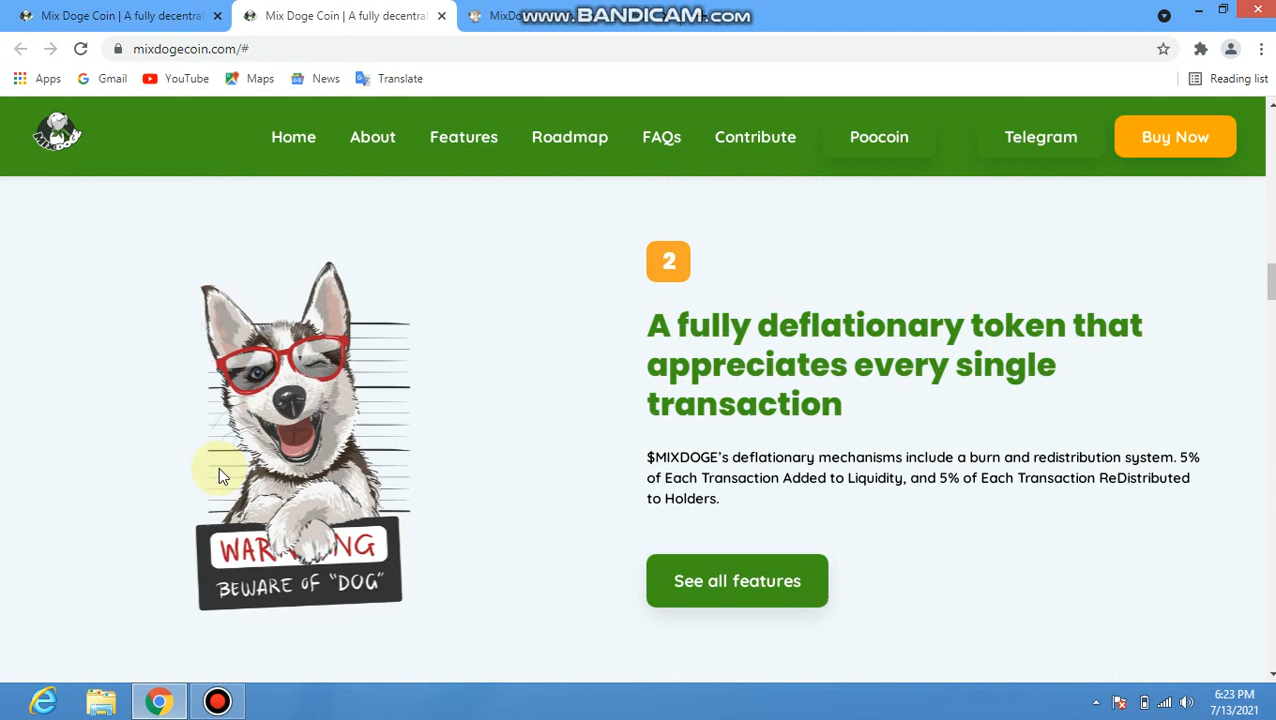 Mix Doge Coin | A fully decentral
Mix Doge Coin | A fully decentral
MixDo
WWW.BANDICAM.COM
mixdogecoin.com/#
Apps
Gmail
YouTube
Maps
News
Translate
Reading list
Home
About
Features
Roadmap
FAQs
Contribute
Poocoin
Telegram
Buy Now
2
A fully deflationary token that
appreciates every single
transaction
$MIXDOGE's deflationary mechanisms include a burn and redistribution system. 5%
of Each Transaction Added to Liquidity, and 5% of Each Transaction ReDistributed
to Holders.
See all features
BEWARE OF "DOG"
6:23 PM
7/13/2021